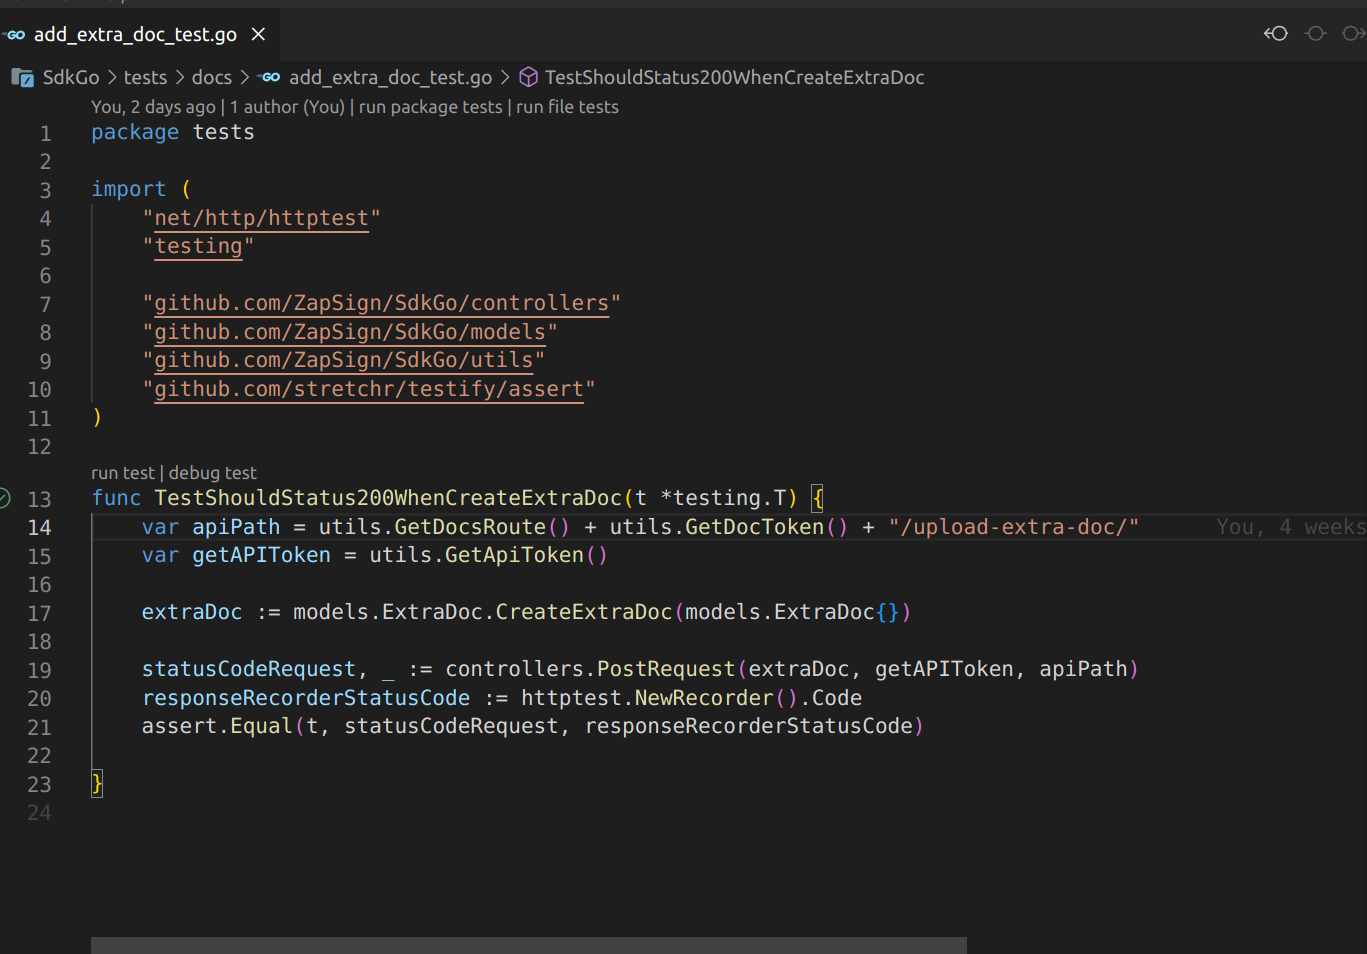 add_extra_doc_test.go
SdkGo > tests > docs > add_extra_doc_test.go > TestShouldStatus200WhenCreateExtraDoc
You, 2 days ago | 1 author (You) | run package tests | run file tests
1 package tests
2
3 import (
4 "net/http/httptest"
5 "testing"
6
7 "github.com/ZapSign/SdkGo/controllers"
8 "github.com/ZapSign/SdkGo/models"
9 "github.com/ZapSign/SdkGo/utils"
10 "github.com/stretchr/testify/assert"
11 )
12
run test | debug test
13 func TestShouldStatus200WhenCreateExtraDoc(t *testing.T) {
14 var apiPath = utils.GetDocsRoute() + utils.GetDocToken() + "/upload-extra-doc/" You, 4 weeks
15 var getAPIToken = utils.GetApiToken()
16
17 extraDoc := models.ExtraDoc.CreateExtraDoc(models.ExtraDoc{})
18
19 statusCodeRequest, _ := controllers.PostRequest(extraDoc, getAPIToken, apiPath)
20 responseRecorderStatusCode := httptest.NewRecorder().Code
21 assert.Equal(t, statusCodeRequest, responseRecorderStatusCode)
22
23 }
24